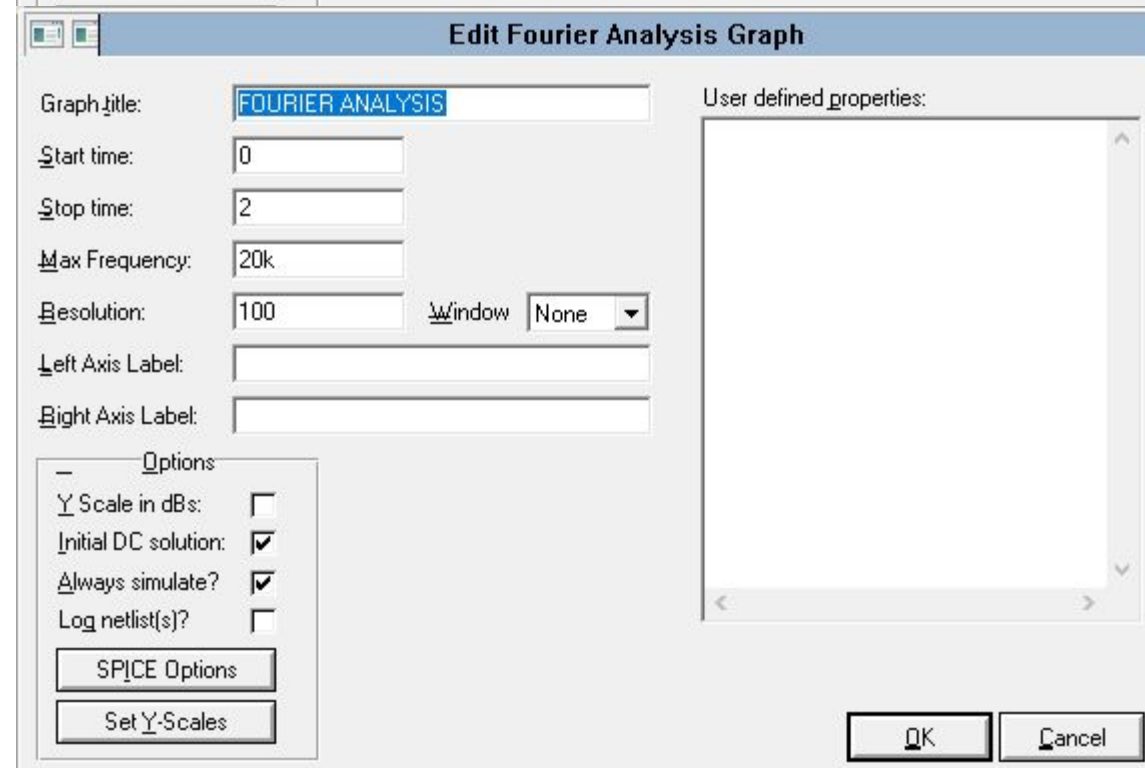 Edit Fourier Analysis Graph
Graph title: FOURIER ANALYSIS
User defined properties:
Start time: 0
Stop time: 2
Max Frequency: 20k
Resolution: 100 Window None
Left Axis Label:
Right Axis Label:
Options
Y Scale in dBs:
Initial DC solution:
Always simulate?
Log netlist(s)?
SPICE Options
Set Y-Scales
OK Cancel